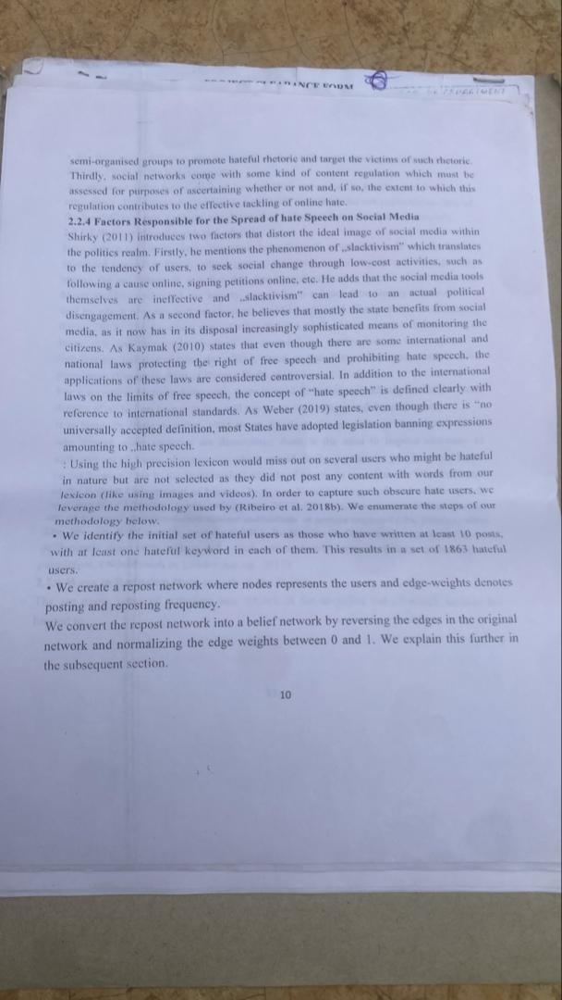 ANCE FORM
semi-organised groups to promote hateful rhetoric and target the victims of such rhetoric.
Thirdly, social networks come with some kind of content regulation which must be
assessed for purposes of ascertaining whether or not and, if so, the extent to which this
regulation contributes to the effective tackling of online hate.
2.2.4 Factors Responsible for the Spread of hate Speech on Social Media
Shirky (2011) introduces two factors that distort the ideal image of social media within
the politics realm. Firstly, he mentions the phenomenon of „slacktivism" which translates
to the tendency of users, to seek social change through low-cost activities, such as
following a cause online, signing petitions online, etc. He adds that the social media tools
themselves are ineffective and „slacktivism" can lead to an actual political
disengagement. As a second factor, he believes that mostly the state benefits from social
media, as it now has in its disposal increasingly sophisticated means of monitoring the
citizens. As Kaymak (2010) states that even though there are some international and
national laws protecting the right of free speech and prohibiting hate speech, the
applications of these laws are considered controversial. In addition to the international
laws on the limits of free speech, the concept of "hate speech" is defined clearly with
reference to international standards. As Weber (2019) states, even though there is "no
universally accepted definition, most States have adopted legislation banning expressions
amounting to „hate speech.
: Using the high precision lexicon would miss out on several users who might be hateful
in nature but are not selected as they did not post any content with words from our
lexicon (like using images and videos). In order to capture such obscure hate users, we
leverage the methodology used by (Ribeiro et al. 2018b). We enumerate the steps of our
methodology below.
• We identify the initial set of hateful users as those who have written at least 10 posts,
with at least one hateful keyword in each of them. This results in a set of 1863 hateful
users.
• We create a repost network where nodes represents the users and edge-weights denotes
posting and reposting frequency.
We convert the repost network into a belief network by reversing the edges in the original
network and normalizing the edge weights between 0 and 1. We explain this further in
the subsequent section.
10